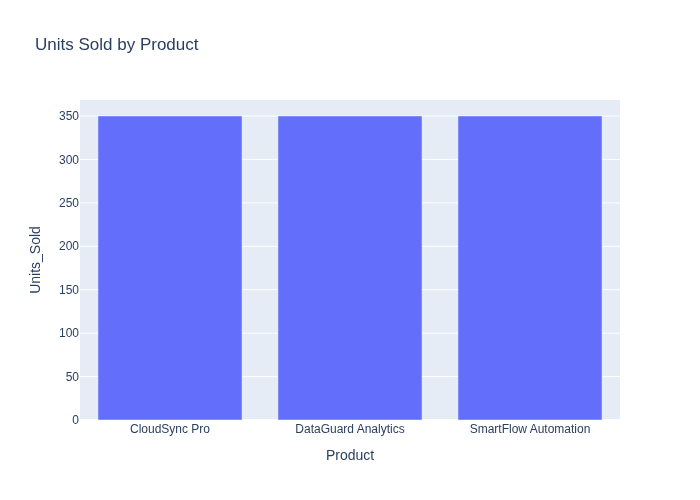 Units Sold by Product
Units_Sold
350
300
250
200
150
100
50
0
CloudSync Pro
DataGuard Analytics
SmartFlow Automation
Product